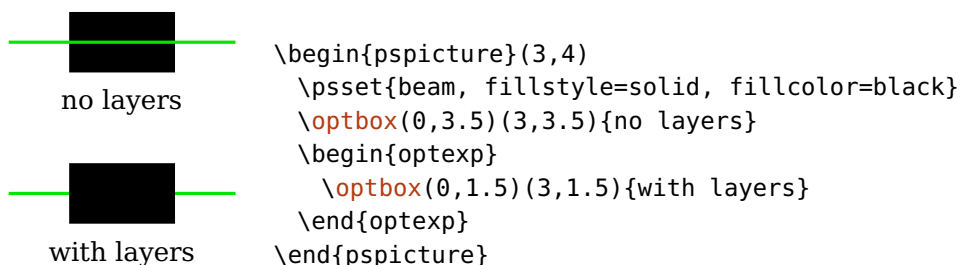 no layers
with layers
\begin{pspicture}(3,4)
  \psset{beam, fillstyle=solid, fillcolor=black}
  \optbox(0,3.5)(3,3.5){no layers}
  \begin{optexp}
    \optbox(0,1.5)(3,1.5){with layers}
  \end{optexp}
\end{pspicture}